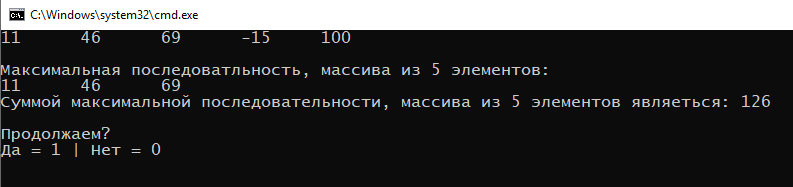 C:\Windows\system32\cmd.exe
11 46 69 -15 100
Максимальная последоватльность, массива из 5 элементов:
11 46 69
Суммой максимальной последовательности, массива из 5 элементов являеться: 126
Продолжаем?
Да = 1 | Нет = 0